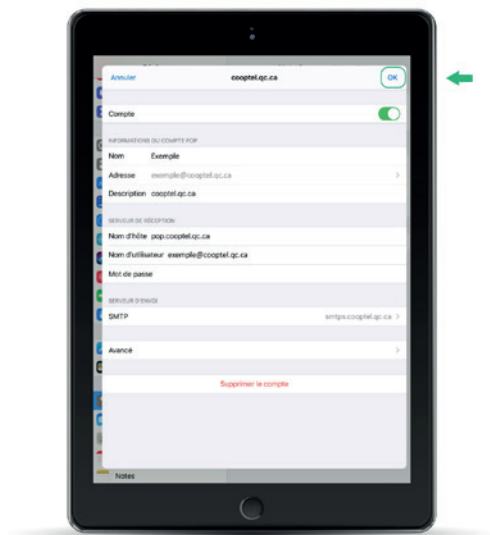 Annuler cooptel.qc.ca OK
Compte
INFORMATIONS DU COMPTE POP
Nom Exemple
Adresse exemple@cooptel.qc.ca
Description cooptel.qc.ca
SERVEUR DE RÉCEPTION
Nom d'hôte pop.cooptel.qc.ca
Nom d'utilisateur exemple@cooptel.qc.ca
Mot de passe
SERVEUR D'ENVOI
SMTP smtps.cooptel.qc.ca
Avancé
Supprimer le compte
Notes